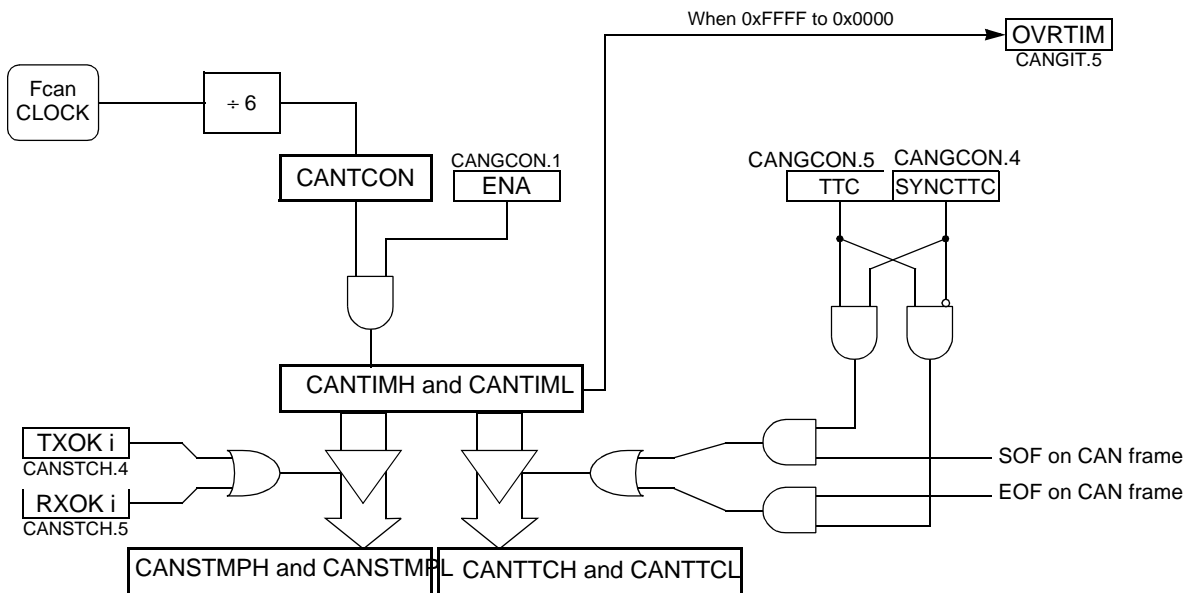 When 0xFFFF to 0x0000
OVRTIM
CANGIT.5
Fcan
CLOCK
÷ 6
CANTCON
CANGCON.1
ENA
CANGCON.5
CANGCON.4
TTC
SYNCTTC
CANTIMH and CANTIML
TXOK i
CANSTCH.4
RXOK i
CANSTCH.5
SOF on CAN frame
EOF on CAN frame
CANSTMPH and CANSTMPL
CANTTCH and CANTTCL